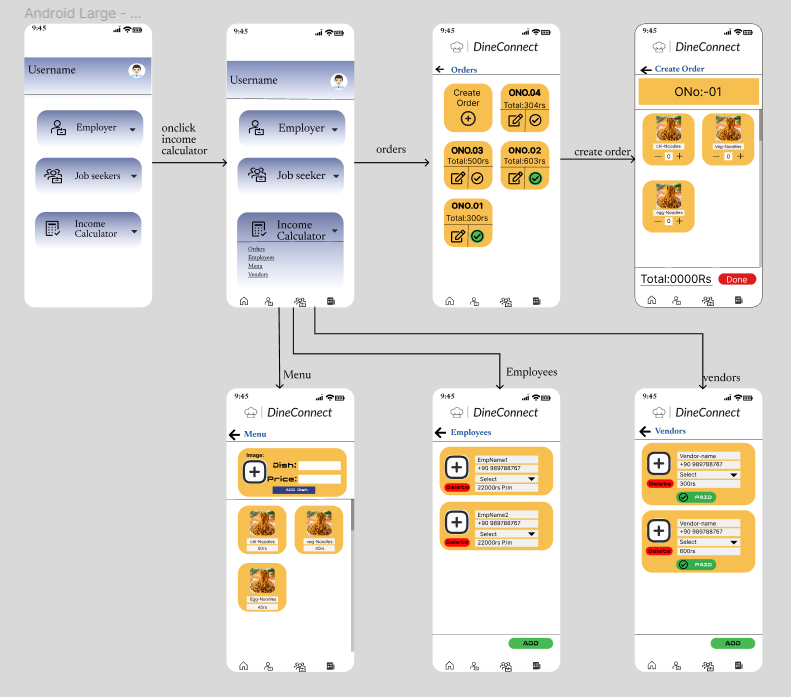 Android Large - ...
9:45
Username
Employer
Job seekers
Income
Calculator
onclick
income
calculator
9:45
Username
Employer
Job seeker
Income
Calculator
Orders
Employees
Menu
Vendors
orders
9:45
DineConnect
Orders
Create
Order
ONO.04
Total:304rs
ONO.03
Total:500rs
ONO.02
Total:603rs
ONO.01
Total:300rs
create order
9:45
DineConnect
Create Order
ONo:-01
chl-Noodles
0
Veg-Noodles
0
egg-Noodles
0
Total:0000Rs
Done
Menu
Employees
vendors
9:45
DineConnect
Menu
Image:
Dish:
Price:
ADD Dish
chl-Noodles
50rs
veg-Noodles
40rs
Egg-Noodles
40rs
9:45
DineConnect
Employees
EmpName1
+90 989788767
Select
Delete
22000rs P/m
EmpName2
+90 989788767
Select
Delete
22000rs P/m
ADD
9:45
DineConnect
Vendors
Vendor-name
+90 989788767
Select
Delete
300rs
PAID
Vendor-name
+90 989788767
Select
Delete
600rs
PAID
ADD